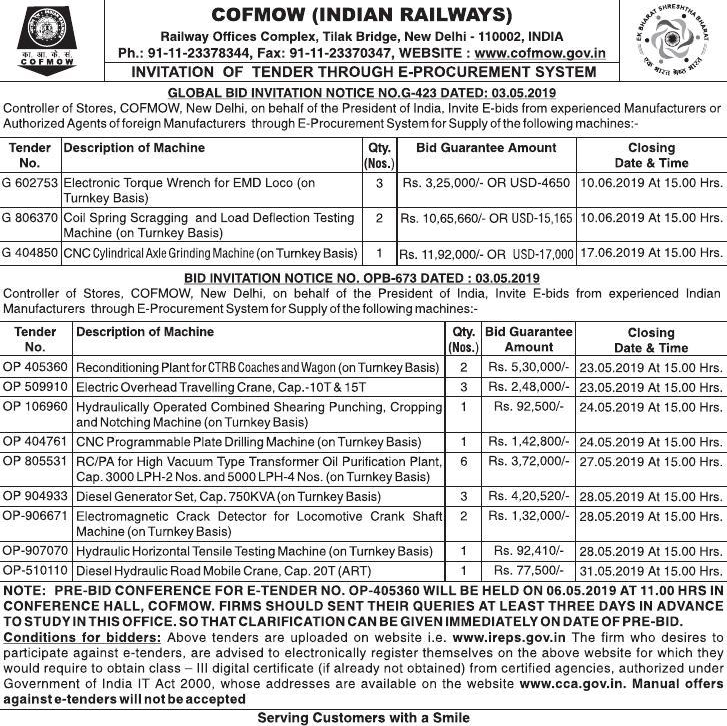 COFMOW (INDIAN RAILWAYS)
Railway Offices Complex, Tilak Bridge, New Delhi - 110002, INDIA
Ph.: 91-11-23378344, Fax: 91-11-23370347, WEBSITE : www.cofmow.gov.in
INVITATION OF TENDER THROUGH E-PROCUREMENT SYSTEM
का. आ. के. सं.
COFMOW
EK BHARAT SHRESHTHA BHARAT
एक भारत श्रेष्ठ भारत
GLOBAL BID INVITATION NOTICE NO.G-423 DATED: 03.05.2019
Controller of Stores, COFMOW, New Delhi, on behalf of the President of India, Invite E-bids from experienced Manufacturers or
Authorized Agents of foreign Manufacturers through E-Procurement System for Supply of the following machines:-
Tender No. Description of Machine Qty. (Nos.) Bid Guarantee Amount Closing Date & Time
G 602753 Electronic Torque Wrench for EMD Loco (on Turnkey Basis) 3 Rs. 3,25,000/- OR USD-4650 10.06.2019 At 15.00 Hrs.
G 806370 Coil Spring Scragging and Load Deflection Testing Machine (on Turnkey Basis) 2 Rs. 10,65,660/- OR USD-15,165 10.06.2019 At 15.00 Hrs.
G 404850 CNC Cylindrical Axle Grinding Machine (on Turnkey Basis) 1 Rs. 11,92,000/- OR USD-17,000 17.06.2019 At 15.00 Hrs.
BID INVITATION NOTICE NO. OPB-673 DATED : 03.05.2019
Controller of Stores, COFMOW, New Delhi, on behalf of the President of India, Invite E-bids from experienced Indian
Manufacturers through E-Procurement System for Supply of the following machines:-
Tender No. Description of Machine Qty. (Nos.) Bid Guarantee Amount Closing Date & Time
OP 405360 Reconditioning Plant for CTRB Coaches and Wagon (on Turnkey Basis) 2 Rs. 5,30,000/- 23.05.2019 At 15.00 Hrs.
OP 509910 Electric Overhead Travelling Crane, Cap.-10T & 15T 3 Rs. 2,48,000/- 23.05.2019 At 15.00 Hrs.
OP 106960 Hydraulically Operated Combined Shearing Punching, Cropping and Notching Machine (on Turnkey Basis) 1 Rs. 92,500/- 24.05.2019 At 15.00 Hrs.
OP 404761 CNC Programmable Plate Drilling Machine (on Turnkey Basis) 1 Rs. 1,42,800/- 24.05.2019 At 15.00 Hrs.
OP 805531 RC/PA for High Vacuum Type Transformer Oil Purification Plant, Cap. 3000 LPH-2 Nos. and 5000 LPH-4 Nos. (on Turnkey Basis) 6 Rs. 3,72,000/- 27.05.2019 At 15.00 Hrs.
OP 904933 Diesel Generator Set, Cap. 750KVA (on Turnkey Basis) 3 Rs. 4,20,520/- 28.05.2019 At 15.00 Hrs.
OP-906671 Electromagnetic Crack Detector for Locomotive Crank Shaft Machine (on Turnkey Basis) 2 Rs. 1,32,000/- 28.05.2019 At 15.00 Hrs.
OP-907070 Hydraulic Horizontal Tensile Testing Machine (on Turnkey Basis) 1 Rs. 92,410/- 28.05.2019 At 15.00 Hrs.
OP-510110 Diesel Hydraulic Road Mobile Crane, Cap. 20T (ART) 1 Rs. 77,500/- 31.05.2019 At 15.00 Hrs.
NOTE: PRE-BID CONFERENCE FOR E-TENDER NO. OP-405360 WILL BE HELD ON 06.05.2019 AT 11.00 HRS IN
CONFERENCE HALL, COFMOW. FIRMS SHOULD SENT THEIR QUERIES AT LEAST THREE DAYS IN ADVANCE
TO STUDY IN THIS OFFICE. SO THAT CLARIFICATION CAN BE GIVEN IMMEDIATELY ON DATE OF PRE-BID.
Conditions for bidders: Above tenders are uploaded on website i.e. www.ireps.gov.in The firm who desires to
participate against e-tenders, are advised to electronically register themselves on the above website for which they
would require to obtain class – III digital certificate (if already not obtained) from certified agencies, authorized under
Government of India IT Act 2000, whose addresses are available on the website www.cca.gov.in. Manual offers
against e-tenders will not be accepted
Serving Customers with a Smile